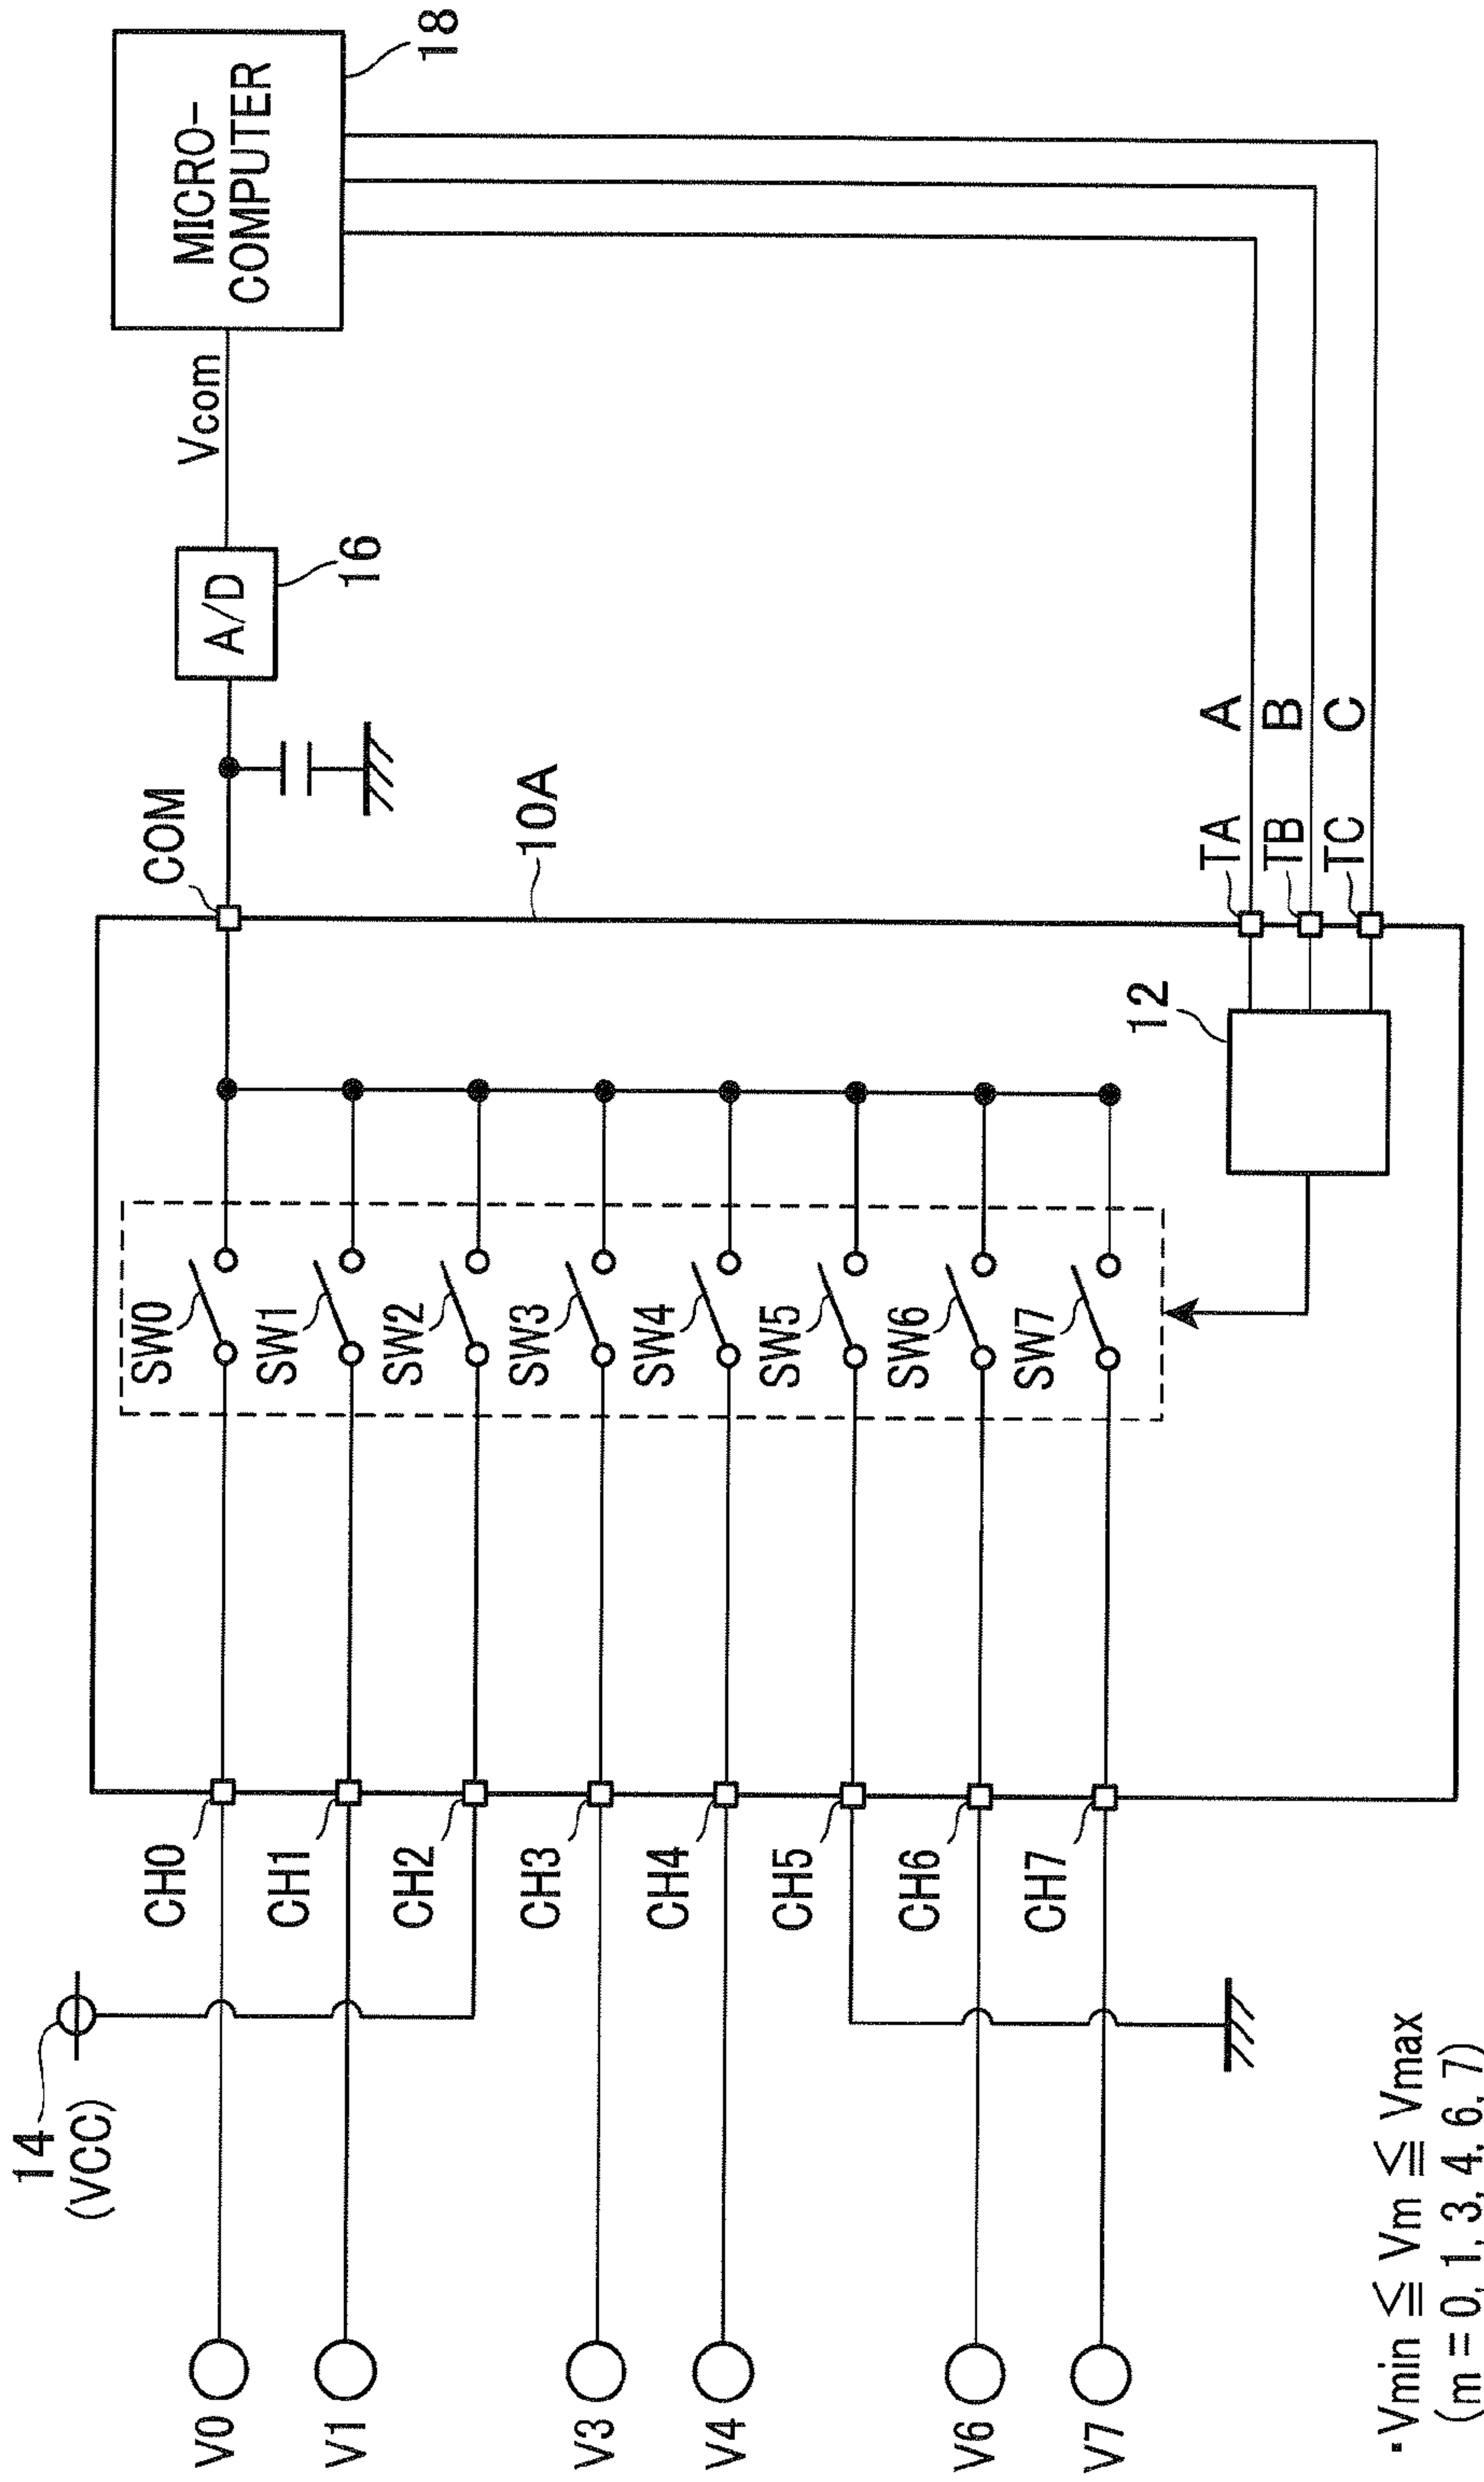 14
(VCC)
V0
V1
V3
V4
V6
V7
CH0
CH1
CH2
CH3
CH4
CH5
CH6
CH7
SW0
SW1
SW2
SW3
SW4
SW5
SW6
SW7
12
COM
10A
TA
TB
TC
A
B
C
A/D
16
Vcom
MICRO-
COMPUTER
18
・Vmin ≦ Vm ≦ Vmax
(m = 0, 1, 3, 4, 6, 7)